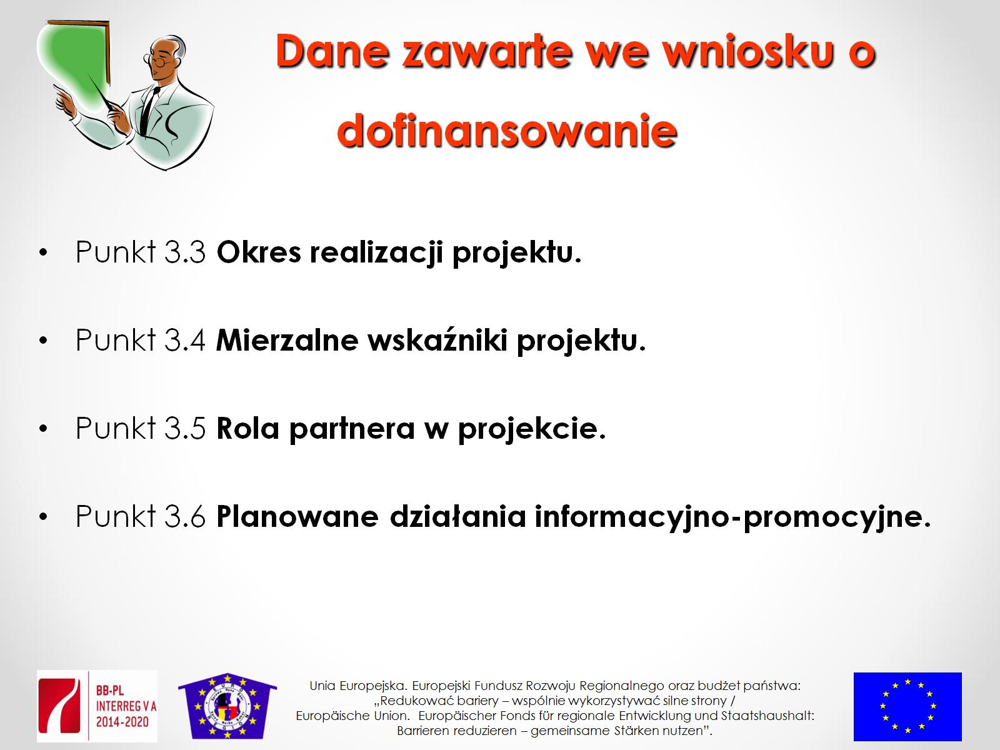 Dane zawarte we wniosku o
dofinansowanie
• Punkt 3.3 Okres realizacji projektu.
• Punkt 3.4 Mierzalne wskaźniki projektu.
• Punkt 3.5 Rola partnera w projekcie.
• Punkt 3.6 Planowane działania informacyjno-promocyjne.
BB-PL
INTERREG V A
2014-2020
EURO
REGION
Unia Europejska. Europejski Fundusz Rozwoju Regionalnego oraz budżet państwa:
„Redukować bariery – wspólnie wykorzystywać silne strony /
Europäische Union. Europäischer Fonds für regionale Entwicklung und Staatshaushalt:
Barrieren reduzieren – gemeinsame Stärken nutzen”.